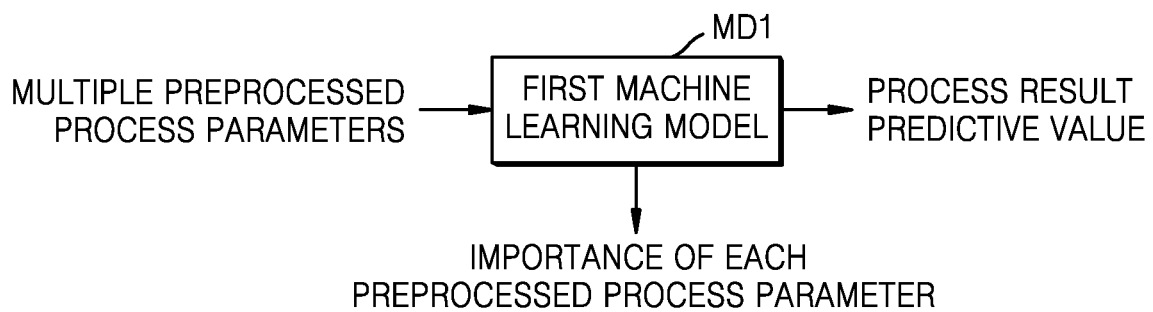 MD1
MULTIPLE PREPROCESSED
PROCESS PARAMETERS
FIRST MACHINE
LEARNING MODEL
PROCESS RESULT
PREDICTIVE VALUE
IMPORTANCE OF EACH
PREPROCESSED PROCESS PARAMETER